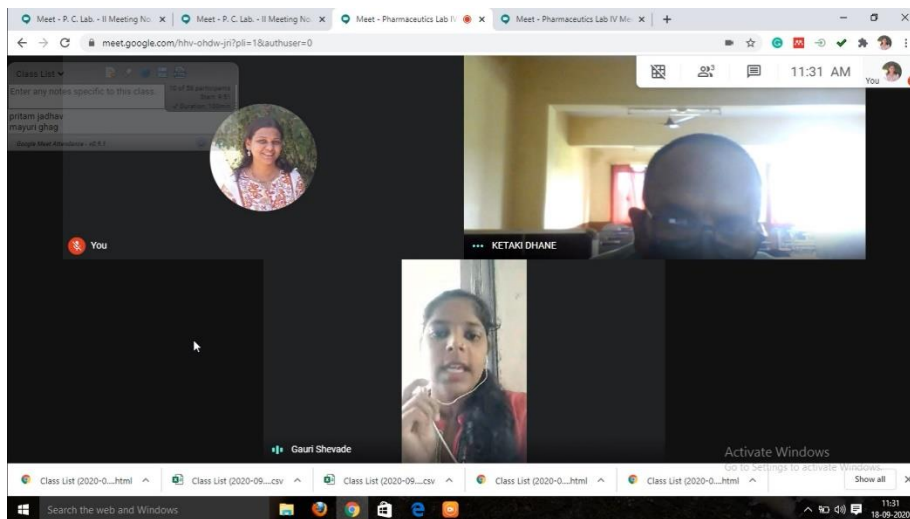 Meet - P. C. Lab. - II Meeting No. x
Meet - P. C. Lab. - II Meeting No. x
Meet - Pharmaceutics Lab IV x
Meet - Pharmaceutics Lab IV Me x
meet.google.com/hhv-ohdw-jri?pli=1&authuser=0
Class List
Enter any notes specific to this class.
pritam jadhav
mayuri ghag
3
11:31 AM
You
You
KETAKI DHANE
Gauri Shevade
Activate Windows
Go to Settings to activate Windows.
Class List (2020-0....html
Class List (2020-09....csv
Class List (2020-09....csv
Class List (2020-0....html
Class List (2020-0....html
Show all
Search the web and Windows
11:31
18-09-2020